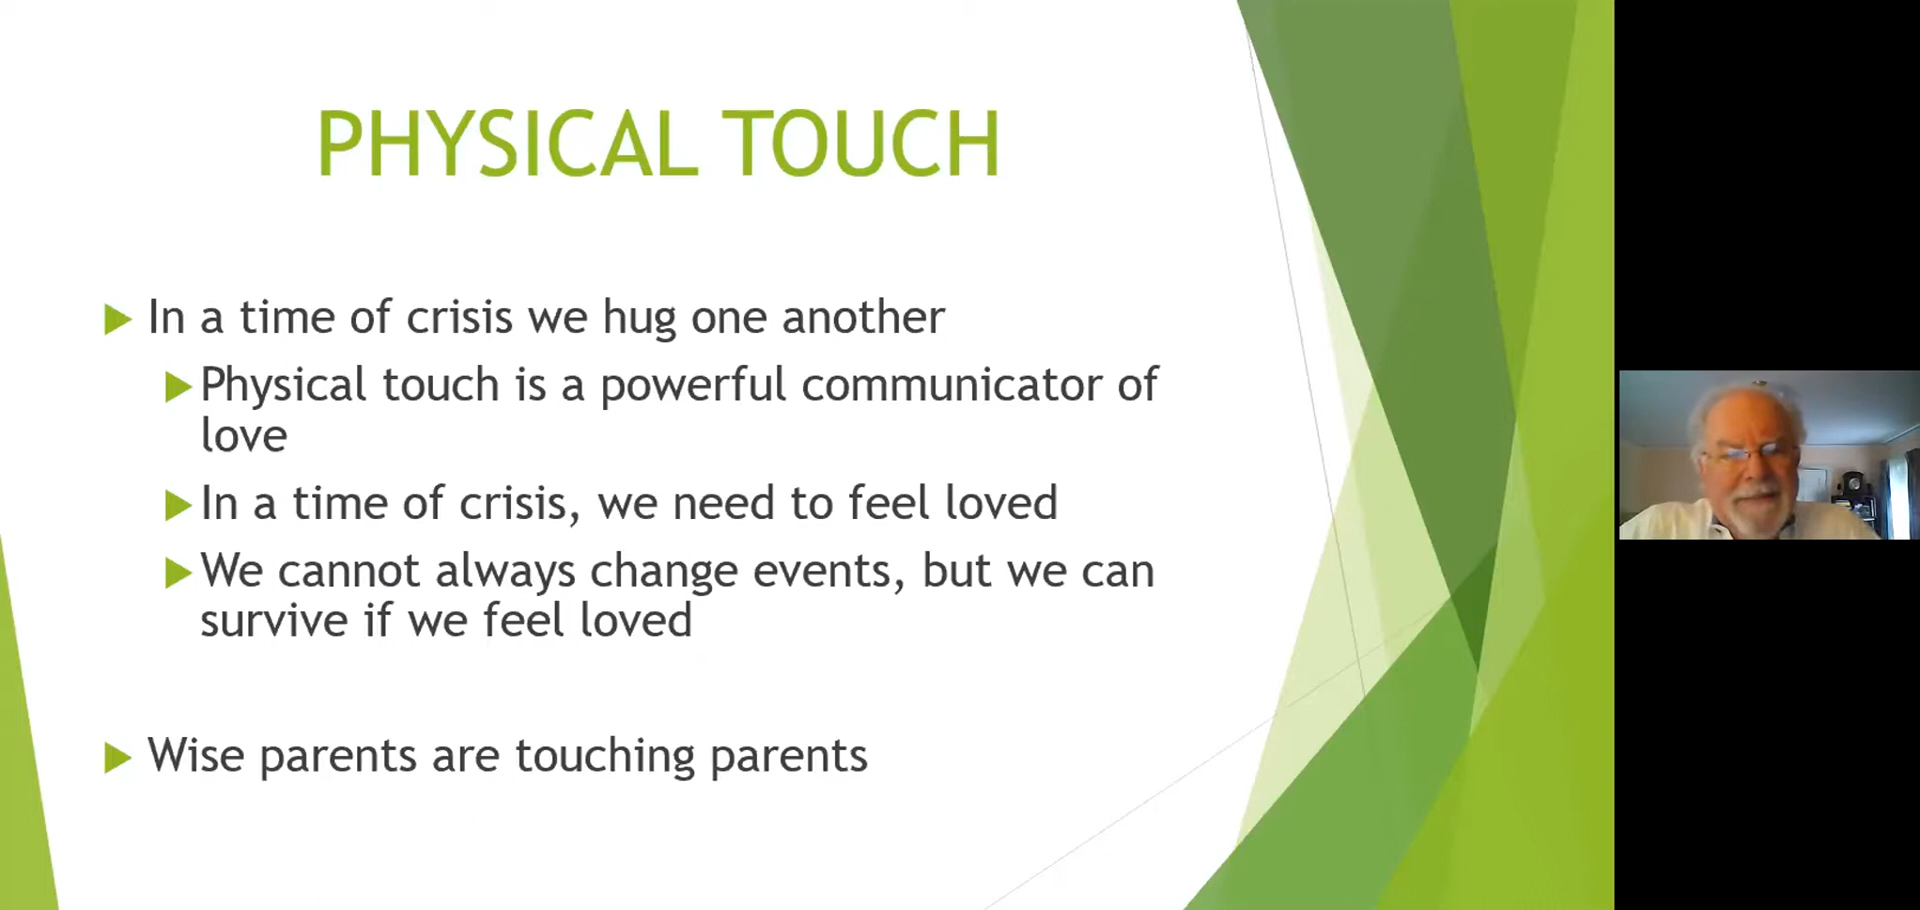 PHYSICAL TOUCH
In a time of crisis we hug one another
Physical touch is a powerful communicator of
love
In a time of crisis, we need to feel loved
We cannot always change events, but we can
survive if we feel loved
Wise parents are touching parents